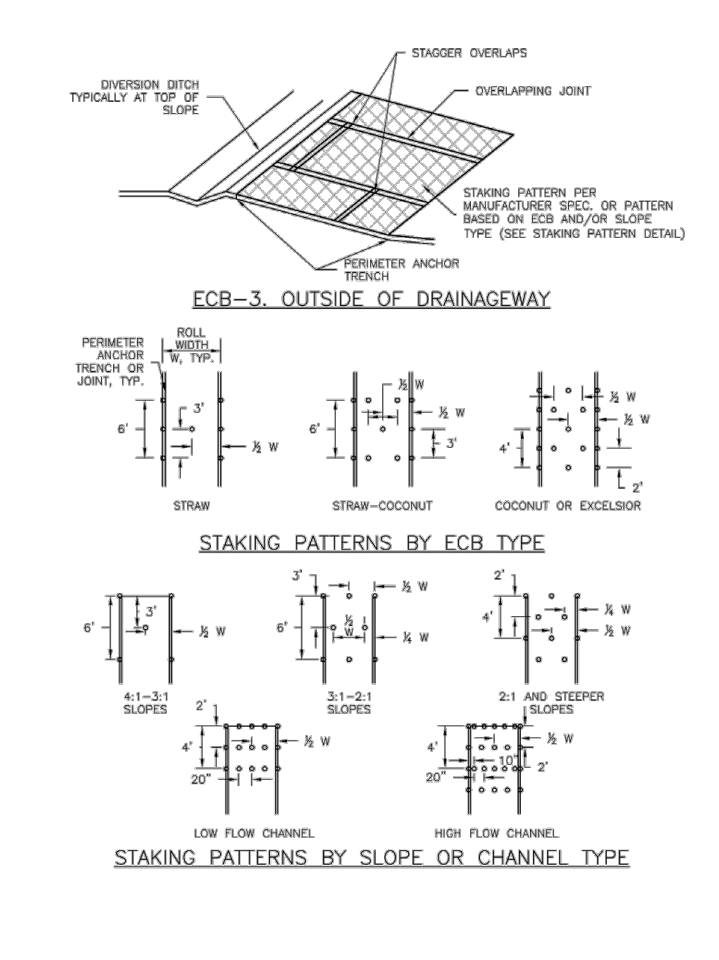 STAGGER OVERLAPS
DIVERSION DITCH
TYPICALLY AT TOP OF
SLOPE
OVERLAPPING JOINT
STAKING PATTERN PER
MANUFACTURER SPEC. OR PATTERN
BASED ON ECB AND/OR SLOPE
TYPE (SEE STAKING PATTERN DETAIL)
PERIMETER ANCHOR
TRENCH
ECB-3. OUTSIDE OF DRAINAGEWAY
PERIMETER
ANCHOR
TRENCH OR
JOINT, TYP.
ROLL
WIDTH
W, TYP.
3'
6'
½ W
STRAW
½ W
½ W
6'
3'
STRAW-COCONUT
½ W
½ W
4'
2'
COCONUT OR EXCELSIOR
STAKING PATTERNS BY ECB TYPE
6'
3'
½ W
4:1-3:1
SLOPES
3'
½ W
6'
½
W
¼ W
3:1-2:1
SLOPES
2'
4'
¼ W
½ W
2:1 AND STEEPER
SLOPES
2'
4'
½ W
20"
LOW FLOW CHANNEL
4'
½ W
10"
2'
20"
HIGH FLOW CHANNEL
STAKING PATTERNS BY SLOPE OR CHANNEL TYPE